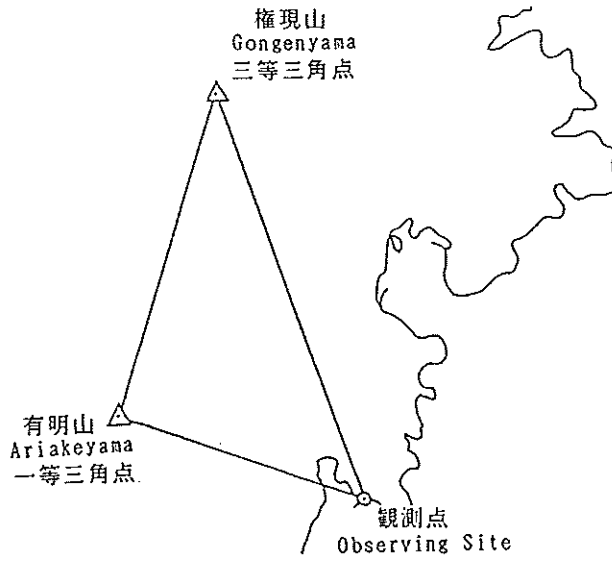 権現山
Gongenyama
三等三角点
有明山
Ariakeyama
一等三角点
観測点
Observing Site